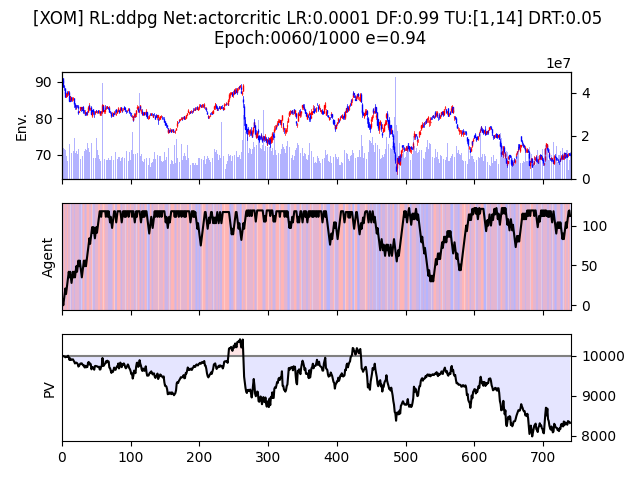 [XOM] RL:ddpg Net:actorcritic LR:0.0001 DF:0.99 TU:[1,14] DRT:0.05
Epoch:0060/1000 e=0.94
1e7
90
80
70
Env.
4
2
0
Agent
100
50
0
PV
10000
9000
8000
0 100 200 300 400 500 600 700